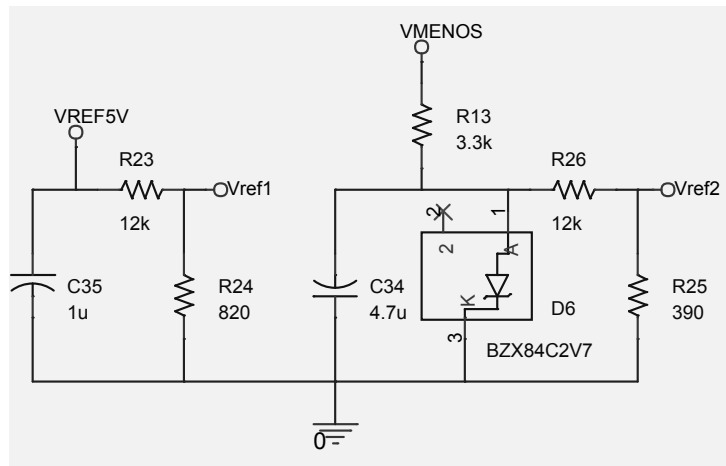 VMENOS
VREF5V
R13
3.3k
R23
R26
Vref1
Vref2
12k
12k
2
1
2
A
C35
1u
R24
820
C34
4.7u
K
D6
R25
390
3
BZX84C2V7
0